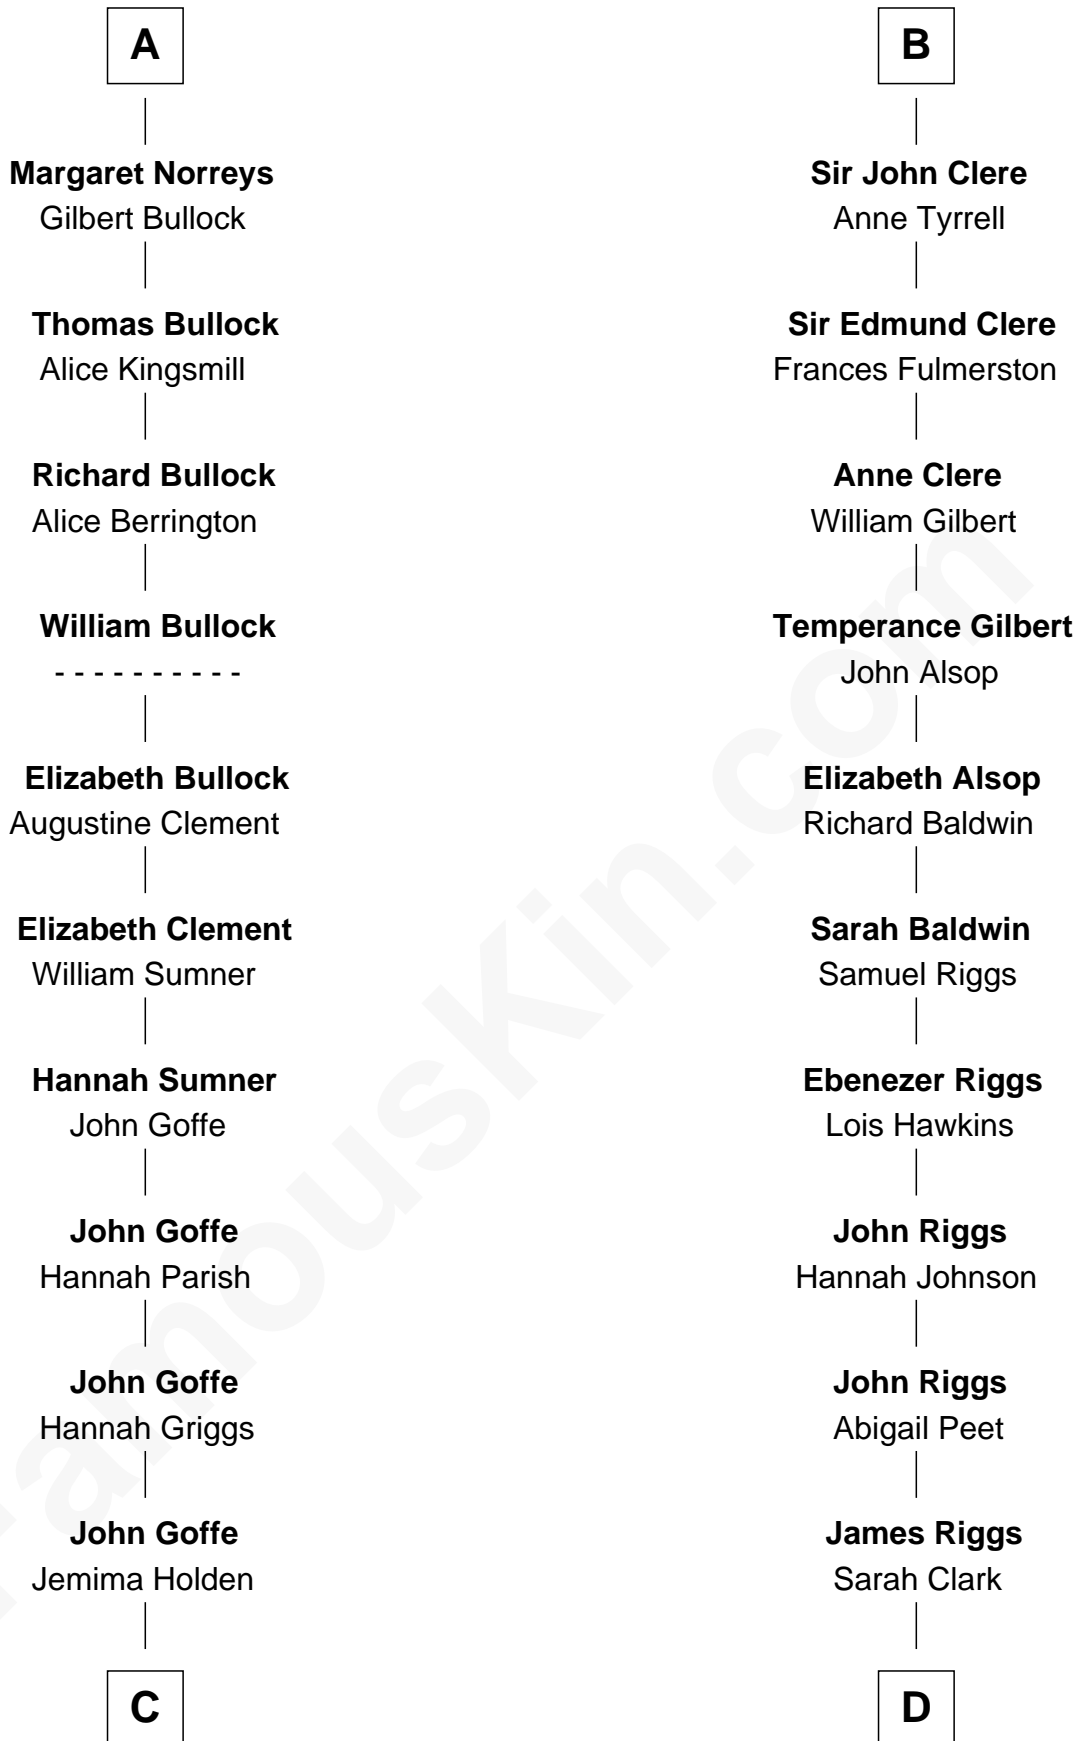 A
Margaret Norreys
Gilbert Bullock
Thomas Bullock
Alice Kingsmill
Richard Bullock
Alice Berrington
William Bullock
- - - - - - - - - -
Elizabeth Bullock
Augustine Clement
Elizabeth Clement
William Sumner
Hannah Sumner
John Goffe
John Goffe
Hannah Parish
John Goffe
Hannah Griggs
John Goffe
Jemima Holden
C
B
Sir John Clere
Anne Tyrrell
Sir Edmund Clere
Frances Fulmerston
Anne Clere
William Gilbert
Temperance Gilbert
John Alsop
Elizabeth Alsop
Richard Baldwin
Sarah Baldwin
Samuel Riggs
Ebenezer Riggs
Lois Hawkins
John Riggs
Hannah Johnson
John Riggs
Abigail Peet
James Riggs
Sarah Clark
D
FamousKin.com